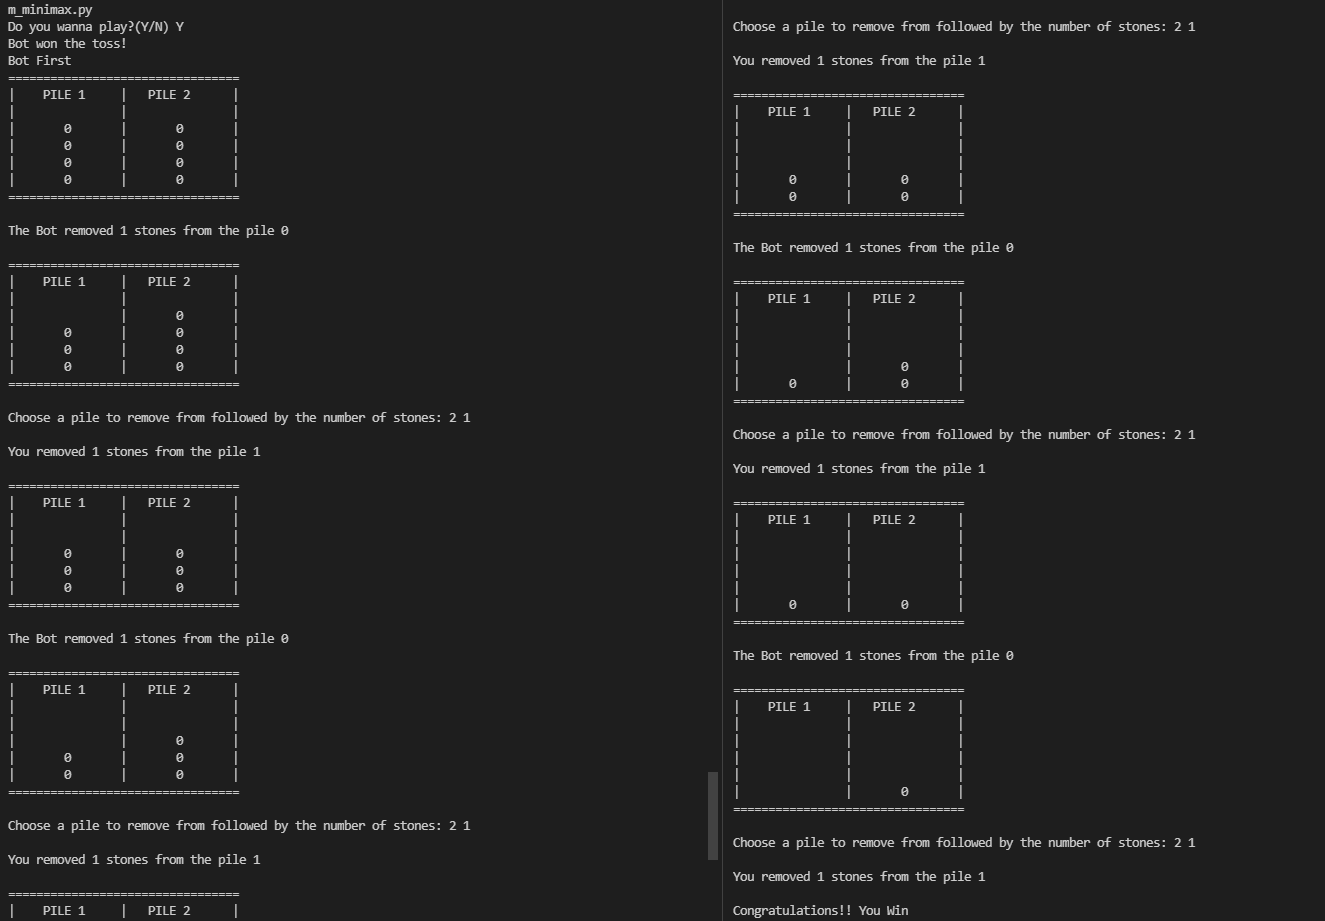 m_minimax.py
Do you wanna play?(Y/N) Y
Bot won the toss!
Bot First
=================================
|    PILE 1     |   PILE 2      |
|               |               |
|       0       |       0       |
|       0       |       0       |
|       0       |       0       |
|       0       |       0       |
=================================
The Bot removed 1 stones from the pile 0
=================================
|    PILE 1     |   PILE 2      |
|               |               |
|               |       0       |
|       0       |       0       |
|       0       |       0       |
|       0       |       0       |
=================================
Choose a pile to remove from followed by the number of stones: 2 1
You removed 1 stones from the pile 1
=================================
|    PILE 1     |   PILE 2      |
|               |               |
|               |               |
|       0       |       0       |
|       0       |       0       |
|       0       |       0       |
=================================
The Bot removed 1 stones from the pile 0
=================================
|    PILE 1     |   PILE 2      |
|               |               |
|               |               |
|               |       0       |
|       0       |       0       |
|       0       |       0       |
=================================
Choose a pile to remove from followed by the number of stones: 2 1
You removed 1 stones from the pile 1
=================================
|    PILE 1     |   PILE 2      |
Choose a pile to remove from followed by the number of stones: 2 1
You removed 1 stones from the pile 1
=================================
|    PILE 1     |   PILE 2      |
|               |               |
|               |               |
|               |               |
|       0       |       0       |
|       0       |       0       |
=================================
The Bot removed 1 stones from the pile 0
=================================
|    PILE 1     |   PILE 2      |
|               |               |
|               |               |
|               |               |
|               |       0       |
|       0       |       0       |
=================================
Choose a pile to remove from followed by the number of stones: 2 1
You removed 1 stones from the pile 1
=================================
|    PILE 1     |   PILE 2      |
|               |               |
|               |               |
|               |               |
|               |               |
|       0       |       0       |
=================================
The Bot removed 1 stones from the pile 0
=================================
|    PILE 1     |   PILE 2      |
|               |               |
|               |               |
|               |               |
|               |               |
|               |       0       |
=================================
Choose a pile to remove from followed by the number of stones: 2 1
You removed 1 stones from the pile 1
Congratulations!! You Win